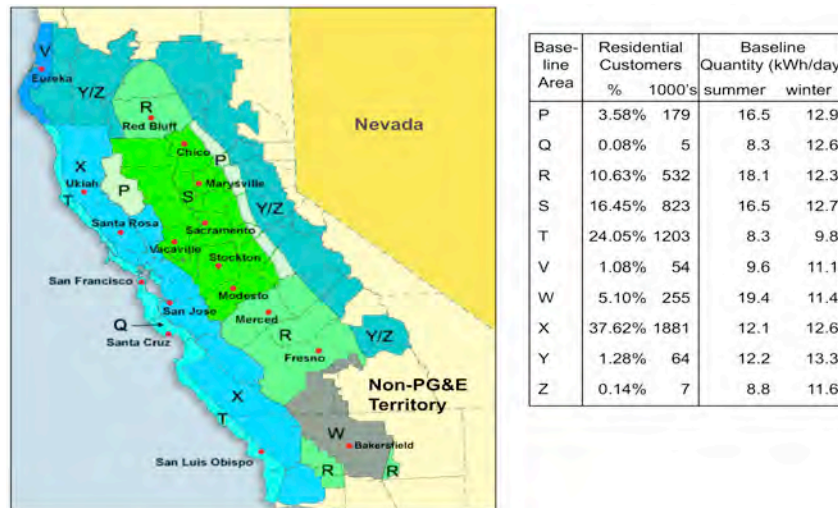 V
Eureka
Y/Z
R
Red Bluff
Nevada
Chico
P
X
Marysville
Ukiah
P
S
T
Y/Z
Santa Rosa
Sacramento
Vacaville
Stockton
San Francisco
Modesto
San Jose
Merced
Q
R
Y/Z
Santa Cruz
Fresno
Non-PG&E
Territory
X
T
W
Bakersfield
San Luis Obispo
R
R
Base-
line
Area
Residential
Customers
Baseline
Quantity (kWh/day
% 1000's summer winter
P 3.58% 179 16.5 12.9
Q 0.08% 5 8.3 12.6
R 10.63% 532 18.1 12.3
S 16.45% 823 16.5 12.7
T 24.05% 1203 8.3 9.8
V 1.08% 54 9.6 11.1
W 5.10% 255 19.4 11.4
X 37.62% 1881 12.1 12.6
Y 1.28% 64 12.2 13.3
Z 0.14% 7 8.8 11.6